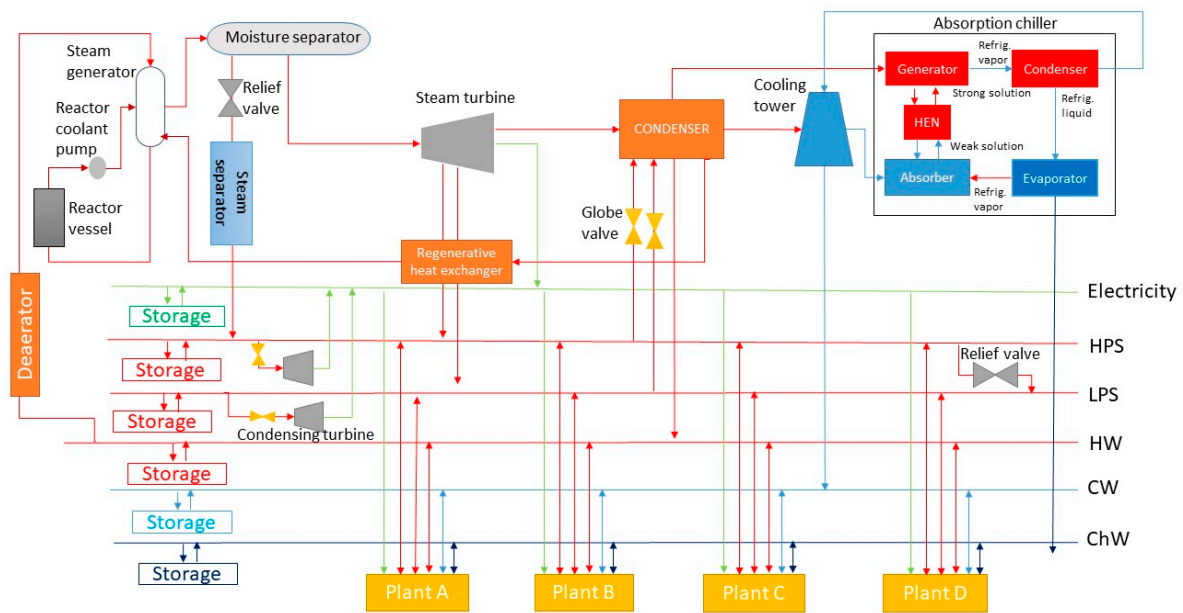 Absorption chiller
Moisture separator
Steam
generator
Relief
valve
Steam turbine
Cooling
tower
Generator
Refrig.
vapor
Condenser
Strong solution
Refrig.
liquid
HEN
Weak solution
Absorber
Refrig.
vapor
Evaporator
Reactor
coolant
pump
CONDENSER
Steam
separator
Reactor
vessel
Globe
valve
Regenerative
heat exchanger
Deaerator
Electricity
Storage
HPS
Storage
Relief valve
LPS
Storage
Condensing turbine
HW
Storage
CW
Storage
ChW
Storage
Plant A
Plant B
Plant C
Plant D